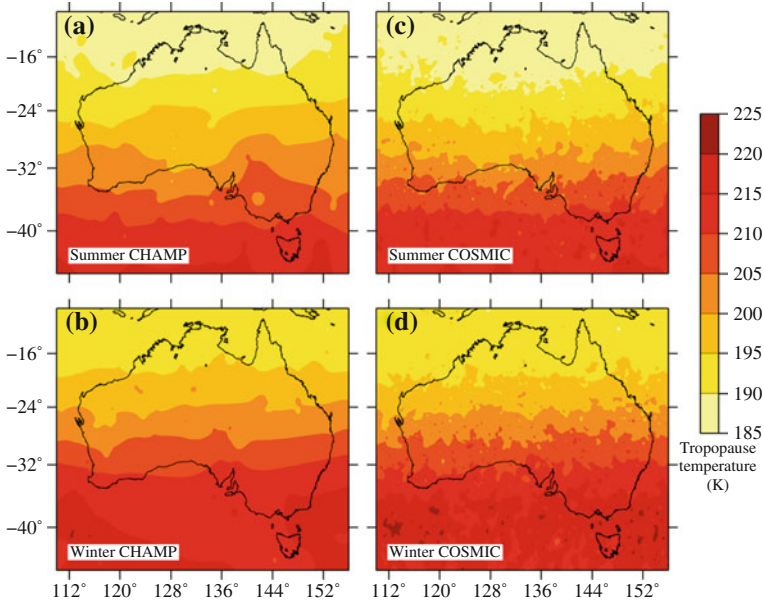 (a)
(c)
−16°
−24°
−32°
−40°
Summer CHAMP
Summer COSMIC
225
220
215
210
205
200
195
190
185
Tropopause
temperature
(K)
(b)
(d)
−16°
−24°
−32°
−40°
Winter CHAMP
Winter COSMIC
112° 120° 128° 136° 144° 152°
112° 120° 128° 136° 144° 152°